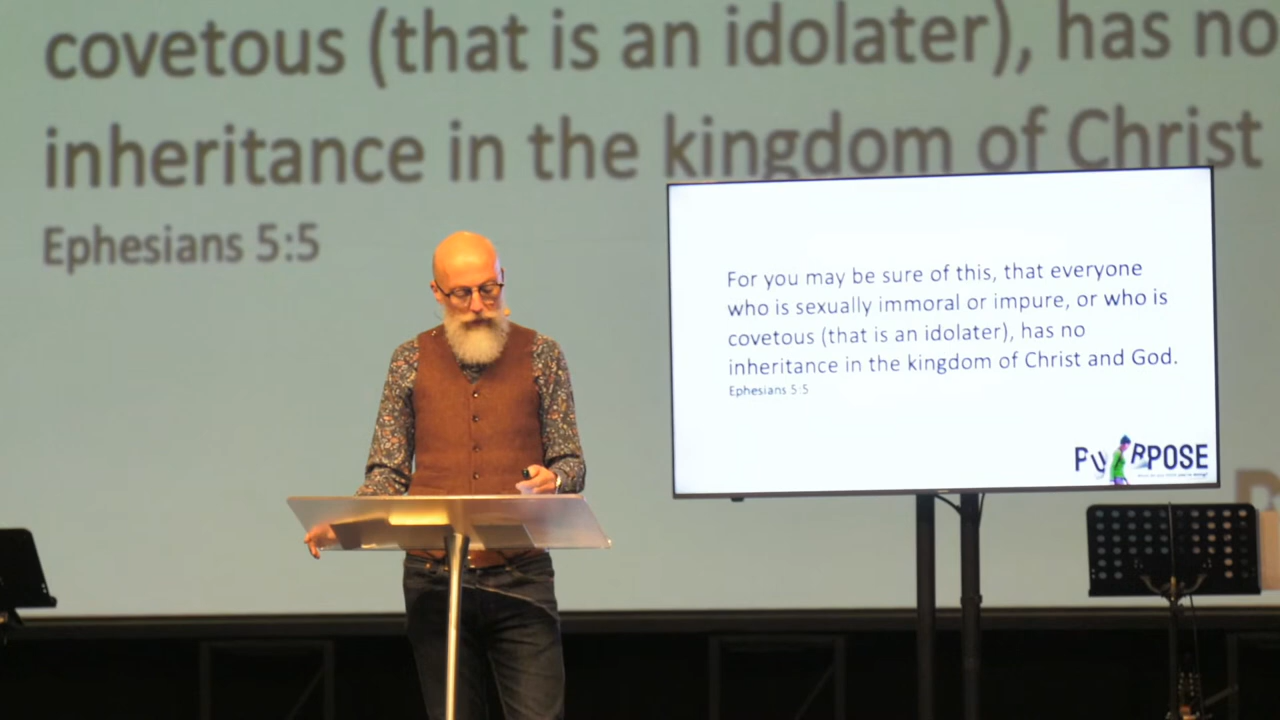 covetous (that is an idolater), has no
inheritance in the kingdom of Christ
Ephesians 5:5
For you may be sure of this, that everyone
who is sexually immoral or impure, or who is
covetous (that is an idolater), has no
inheritance in the kingdom of Christ and God.
Ephesians 5:5
PURPOSE